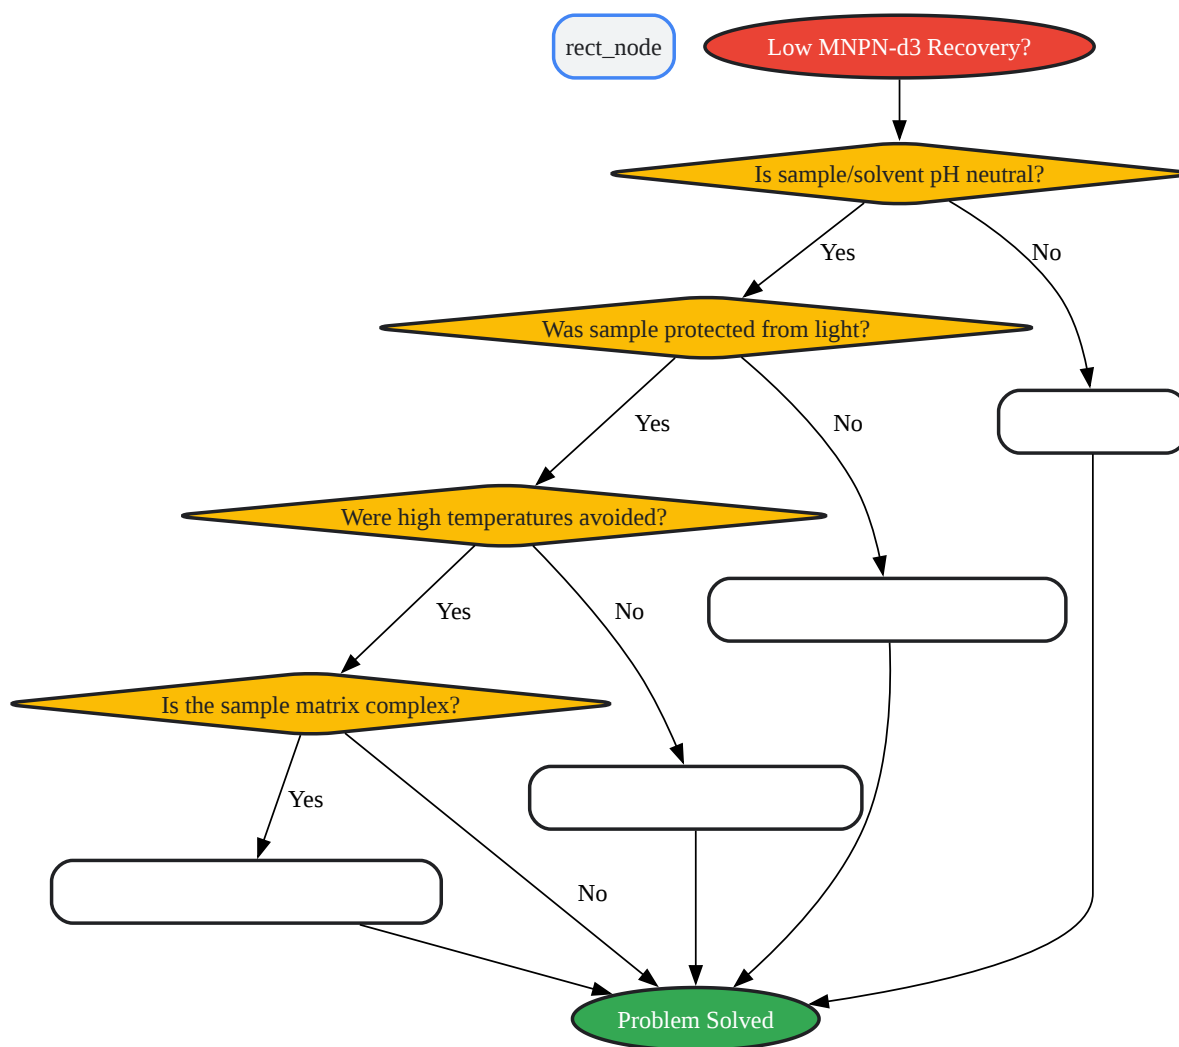 rect_node
Low MNPN-d3 Recovery?
Is sample/solvent pH neutral?
Yes
No
Was sample protected from light?
Yes
No
Were high temperatures avoided?
Yes
No
Is the sample matrix complex?
Yes
No
Problem Solved